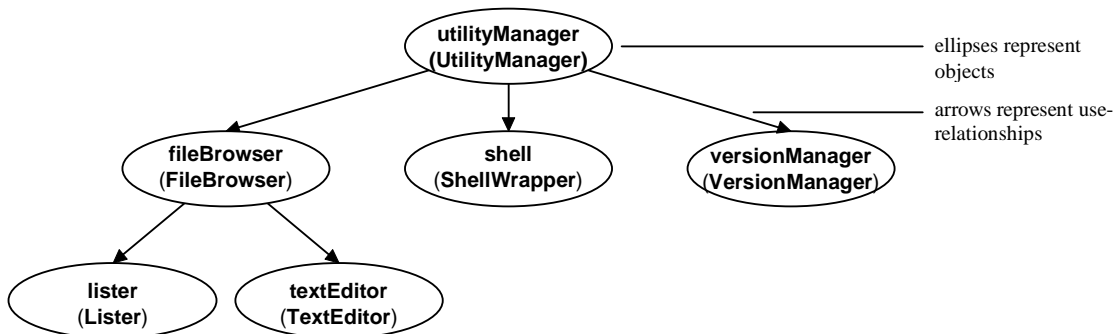 utilityManager
(UtilityManager)
ellipses represent
objects
arrows represent use-
relationships
fileBrowser
(FileBrowser)
shell
(ShellWrapper)
versionManager
(VersionManager)
lister
(Lister)
textEditor
(TextEditor)